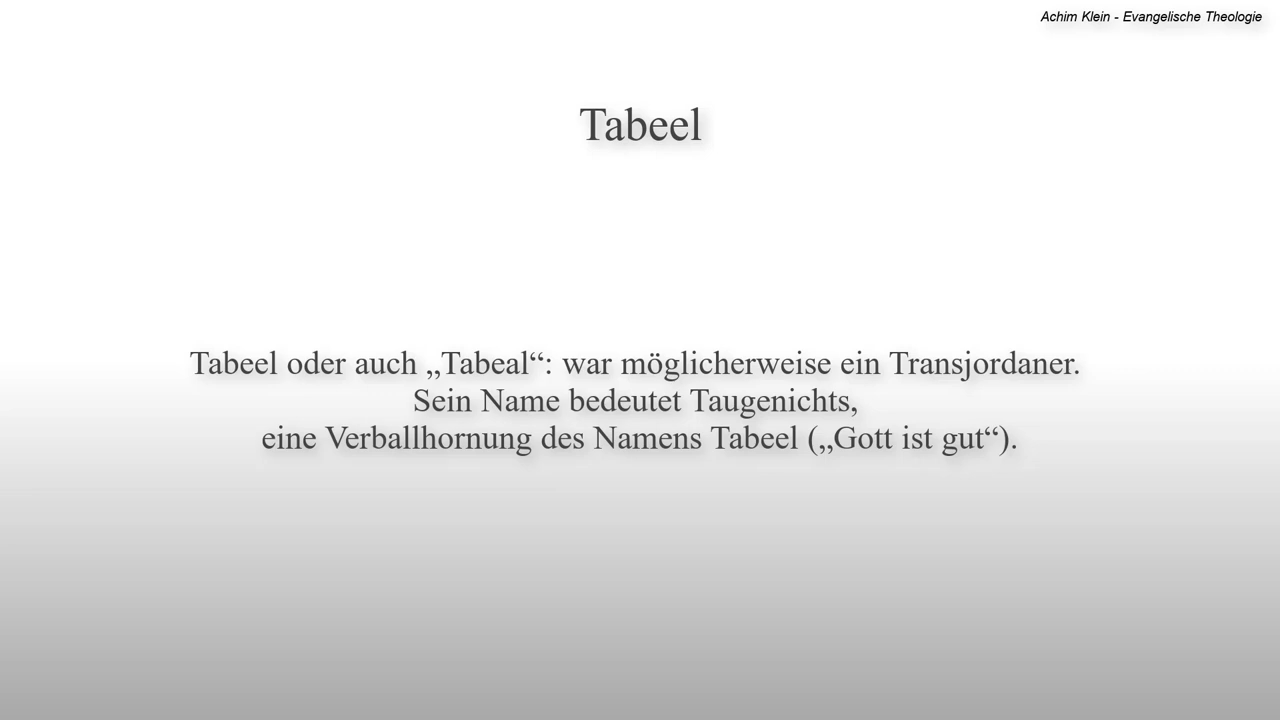 Achim Klein - Evangelische Theologie
Tabeel
Tabeel oder auch „Tabeal“: war möglicherweise ein Transjordaner.
Sein Name bedeutet Taugenichts,
eine Verballhornung des Namens Tabeel („Gott ist gut“).